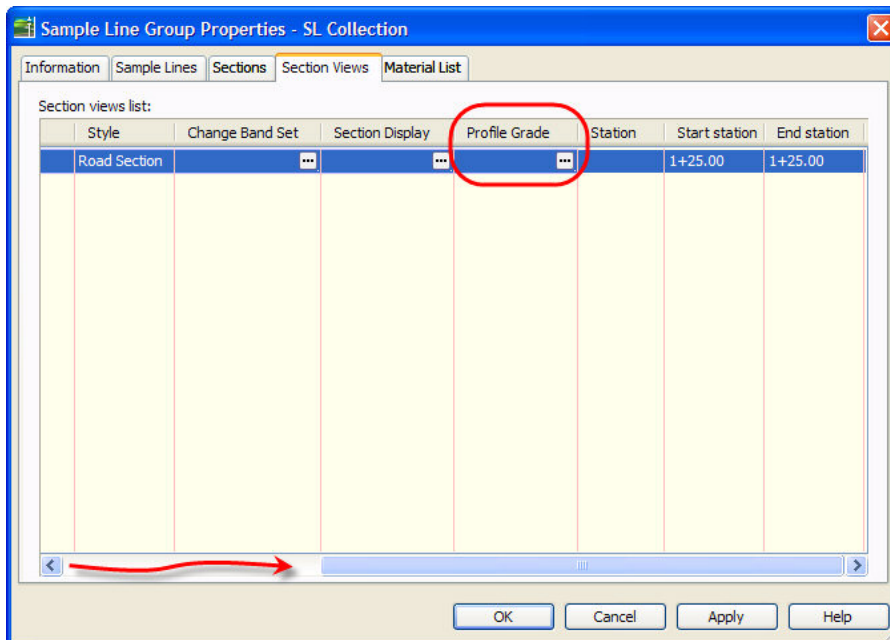 Sample Line Group Properties - SL Collection
Information Sample Lines Sections Section Views Material List
Section views list:
Style Change Band Set Section Display Profile Grade Station Start station End station
Road Section ... ... ... 1+25.00 1+25.00
OK Cancel Apply Help